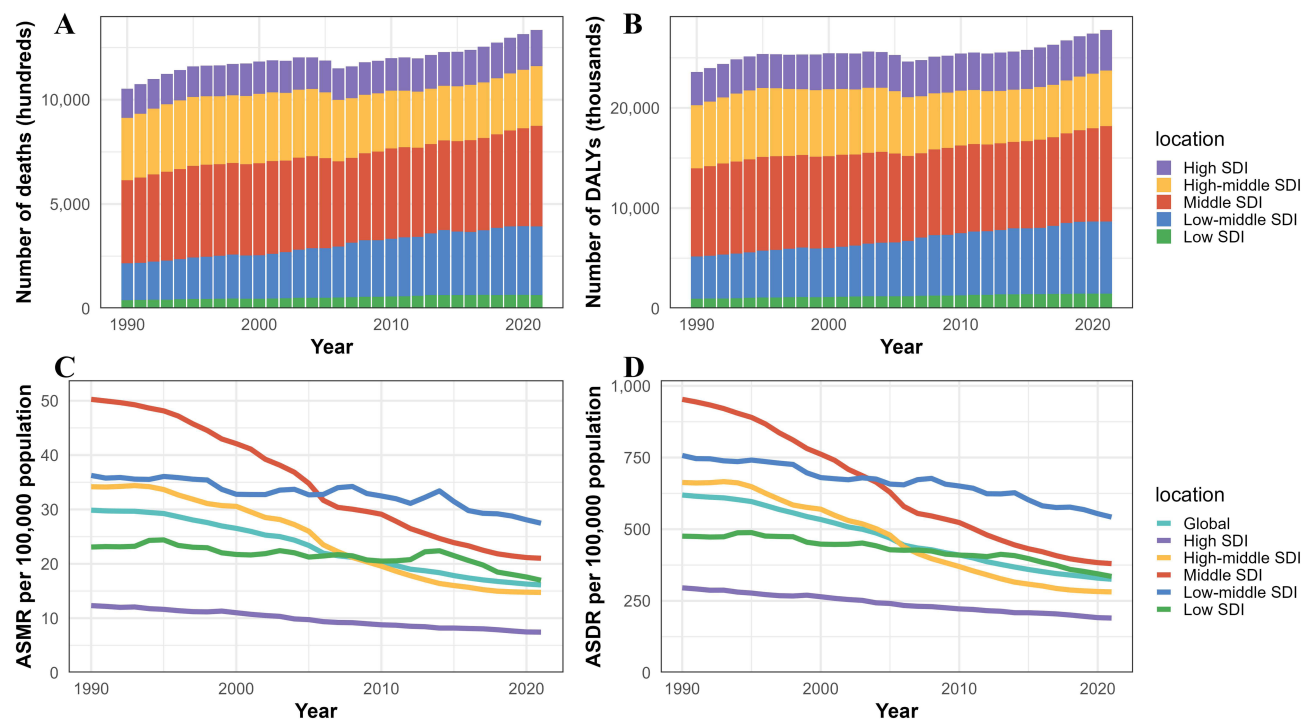 A
Number of deaths (hundreds)
10,000
5,000
0
1990
2000
2010
2020
Year
B
Number of DALYs (thousands)
20,000
10,000
0
1990
2000
2010
2020
Year
location
High SDI
High-middle SDI
Middle SDI
Low-middle SDI
Low SDI
C
ASMR per 100,000 population
50
40
30
20
10
0
1990
2000
2010
2020
Year
D
ASDR per 100,000 population
1,000
750
500
250
0
1990
2000
2010
2020
Year
location
Global
High SDI
High-middle SDI
Middle SDI
Low-middle SDI
Low SDI